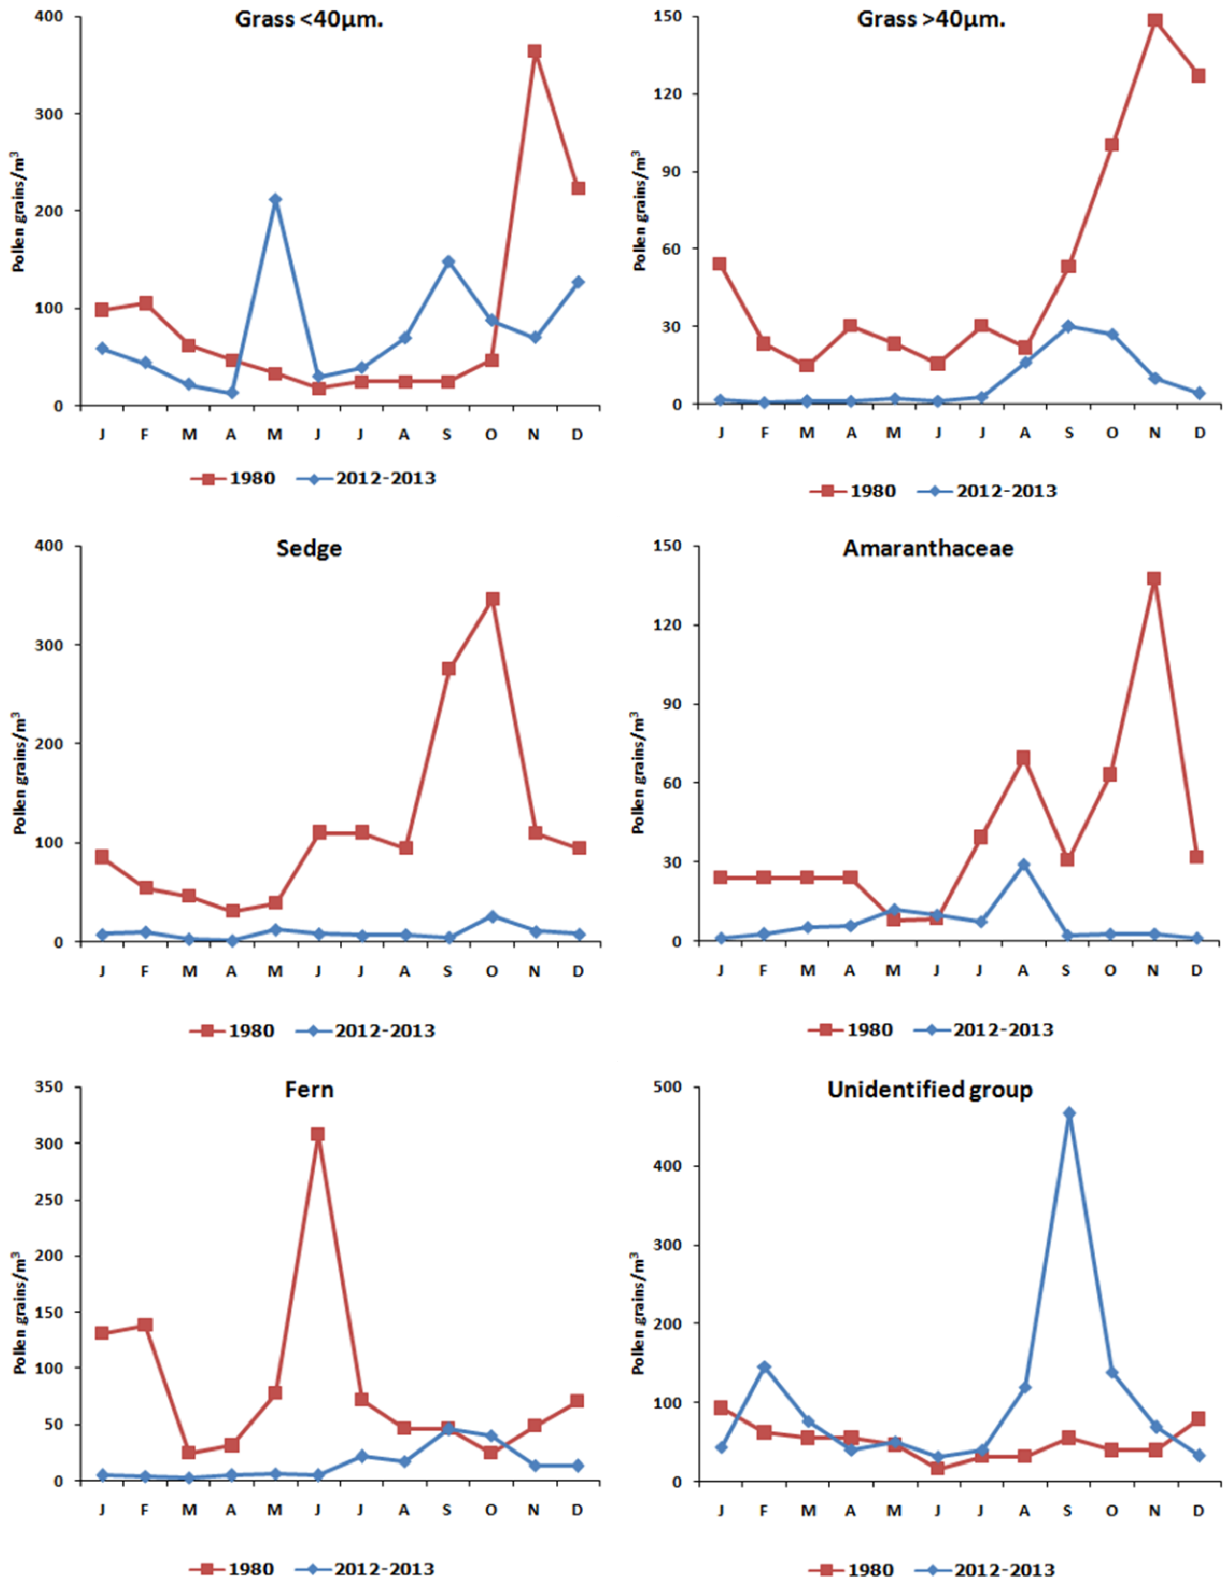 Grass <40µm.
400
300
200
100
0
Pollen grains/m³
J F M A M J J A S O N D
1980 2012-2013
Grass >40µm.
150
120
90
60
30
0
Pollen grains/m³
J F M A M J J A S O N D
1980 2012-2013
Sedge
400
300
200
100
0
Pollen grains/m³
J F M A M J J A S O N D
1980 2012-2013
Amaranthaceae
150
120
90
60
30
0
Pollen grains/m³
J F M A M J J A S O N D
1980 2012-2013
Fern
350
300
250
200
150
100
50
0
Pollen grains/m³
J F M A M J J A S O N D
1980 2012-2013
Unidentified group
500
400
300
200
100
0
Pollen grains/m³
J F M A M J J A S O N D
1980 2012-2013